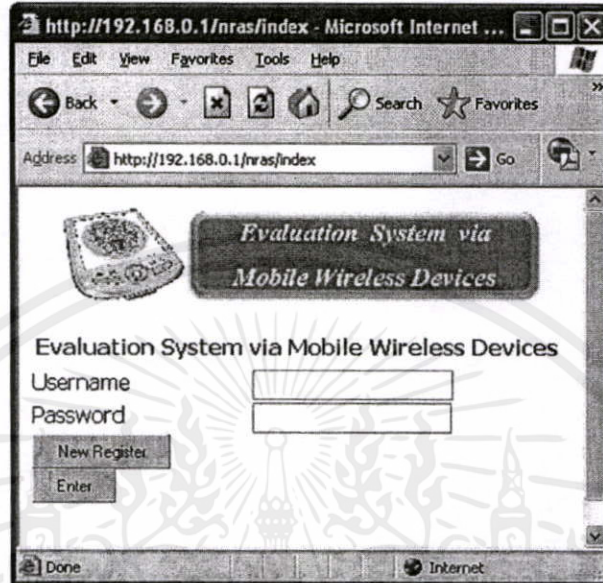 http://192.168.0.1/nras/index - Microsoft Internet ...
File Edit View Favorites Tools Help
Back Search Favorites
Address http://192.168.0.1/nras/index Go
Evaluation System via
Mobile Wireless Devices
Evaluation System via Mobile Wireless Devices
Username
Password
New Register
Enter
Done Internet